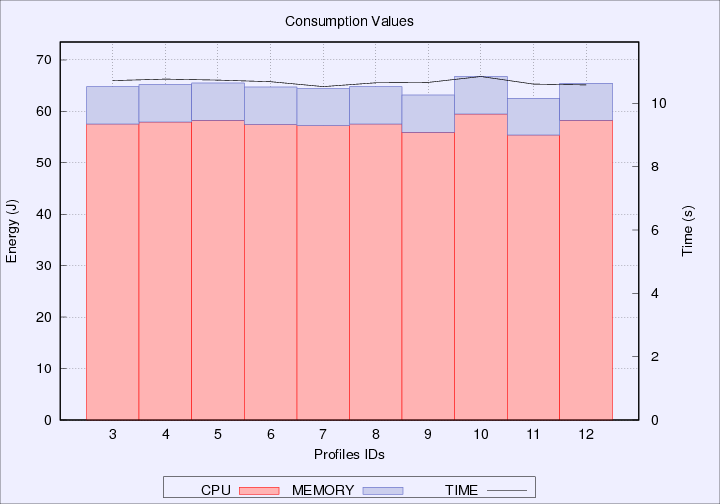 Consumption Values
70
60
50
40
30
20
10
0
Energy (J)
10
8
6
4
2
0
Time (s)
3 4 5 6 7 8 9 10 11 12
Profiles IDs
CPU MEMORY TIME